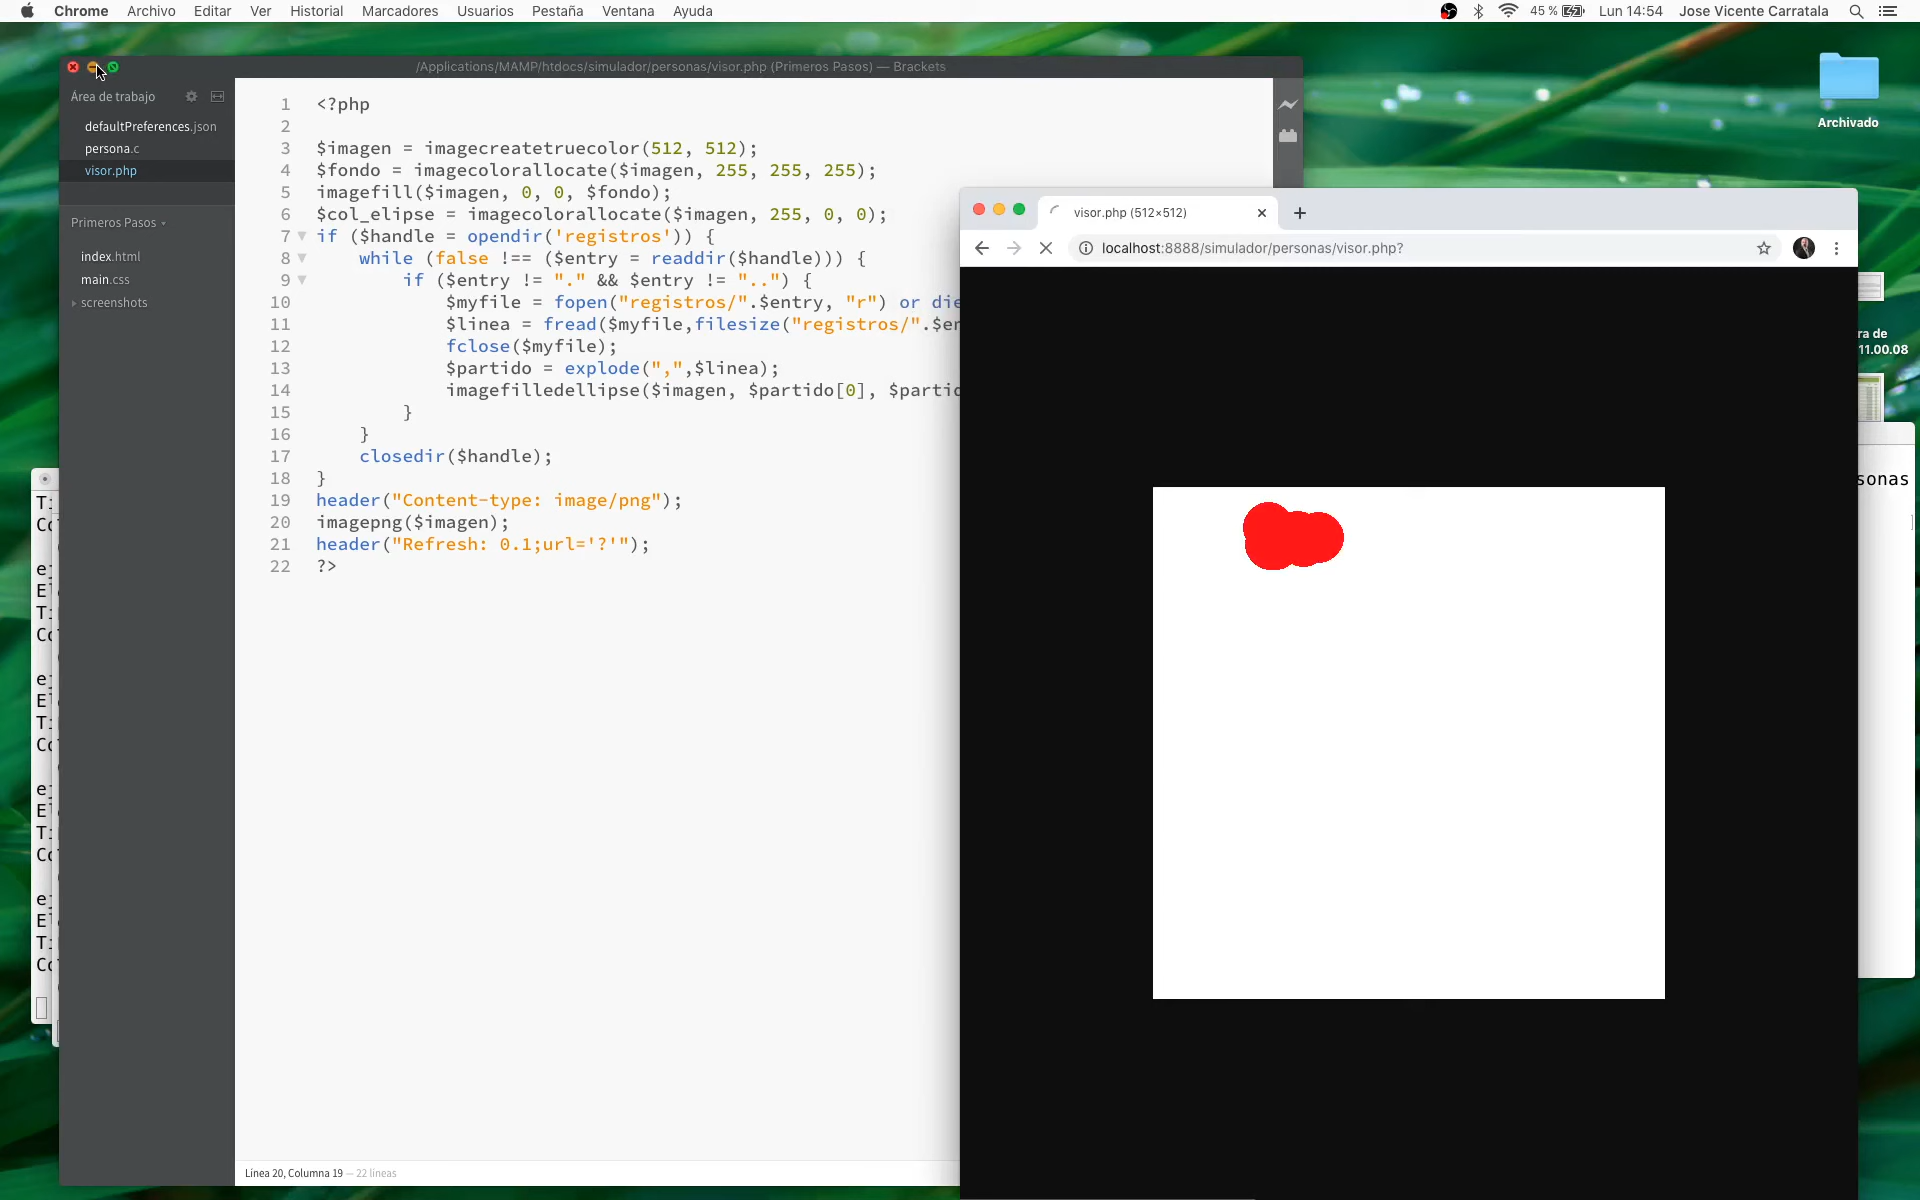 Chrome Archivo Editar Ver Historial Marcadores Usuarios Pestaña Ventana Ayuda
45 % Lun 14:54 Jose Vicente Carratala
/Applications/MAMP/htdocs/simulador/personas/visor.php (Primeros Pasos) — Brackets
Archivado
Área de trabajo
defaultPreferences.json
persona.c
visor.php
Primeros Pasos
index.html
main.css
screenshots
1 <?php
2
3 $imagen = imagecreatetruecolor(512, 512);
4 $fondo = imagecolorallocate($imagen, 255, 255, 255);
5 imagefill($imagen, 0, 0, $fondo);
6 $col_elipse = imagecolorallocate($imagen, 255, 0, 0);
7 if ($handle = opendir('registros')) {
8 while (false !== ($entry = readdir($handle))) {
9 if ($entry != "." && $entry != "..") {
10 $myfile = fopen("registros/".$entry, "r") or die
11 $linea = fread($myfile,filesize("registros/".$en
12 fclose($myfile);
13 $partido = explode(",",$linea);
14 imagefilledellipse($imagen, $partido[0], $partid
15 }
16 }
17 closedir($handle);
18 }
19 header("Content-type: image/png");
20 imagepng($imagen);
21 header("Refresh: 0.1;url='?'");
22 ?>
Línea 20, Columna 19 — 22 líneas
visor.php (512×512)
localhost:8888/simulador/personas/visor.php?
ra de
11.00.08
sonas